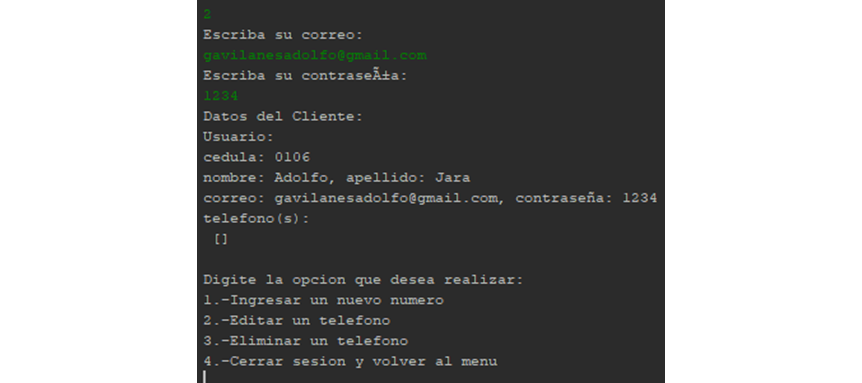 2
Escriba su correo:
gavilanesadolfo@gmail.com
Escriba su contraseÃ±a:
1234
Datos del Cliente:
Usuario:
cedula: 0106
nombre: Adolfo, apellido: Jara
correo: gavilanesadolfo@gmail.com, contraseña: 1234
telefono(s):
[]
Digite la opcion que desea realizar:
1.-Ingresar un nuevo numero
2.-Editar un telefono
3.-Eliminar un telefono
4.-Cerrar sesion y volver al menu